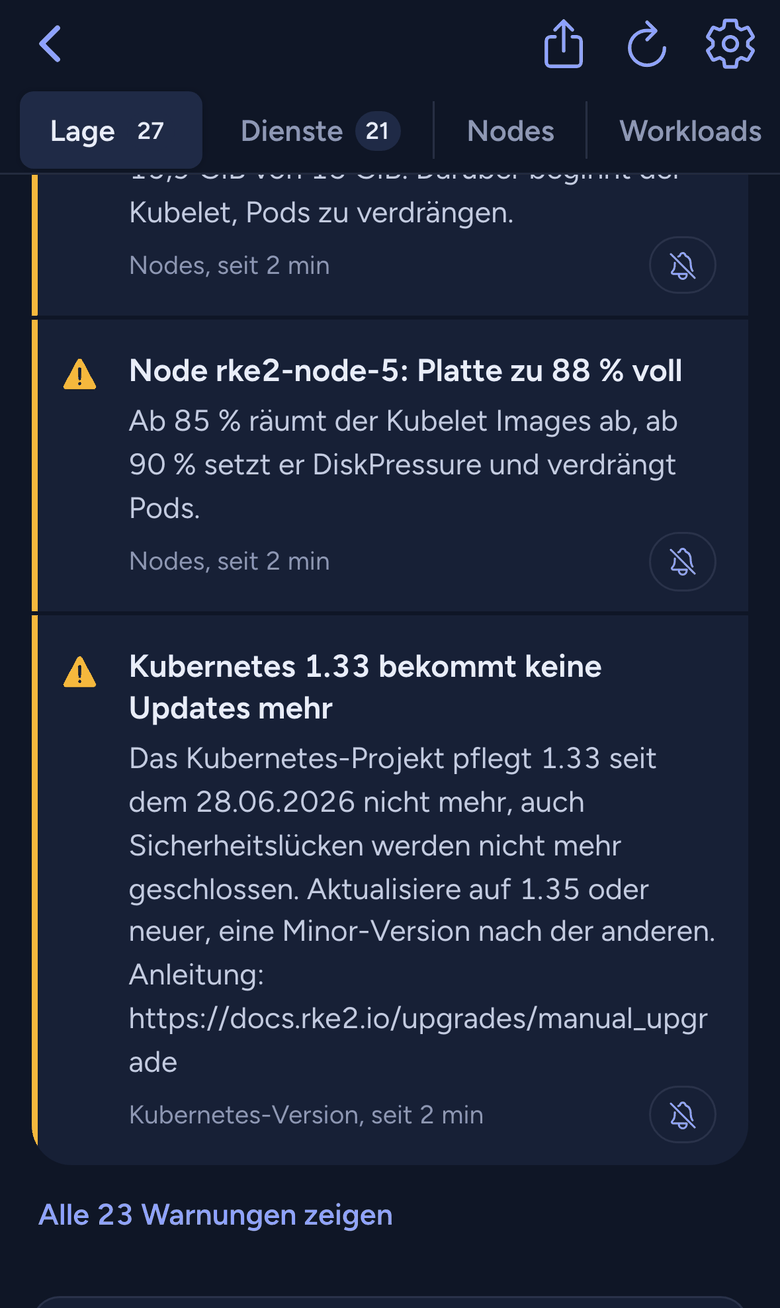 Lage 27
Dienste 21
Nodes
Workloads
Kubelet, Pods zu verdrängen.
Nodes, seit 2 min
Node rke2-node-5: Platte zu 88 % voll
Ab 85 % räumt der Kubelet Images ab, ab
90 % setzt er DiskPressure und verdrängt
Pods.
Nodes, seit 2 min
Kubernetes 1.33 bekommt keine
Updates mehr
Das Kubernetes-Projekt pflegt 1.33 seit
dem 28.06.2026 nicht mehr, auch
Sicherheitslücken werden nicht mehr
geschlossen. Aktualisiere auf 1.35 oder
neuer, eine Minor-Version nach der anderen.
Anleitung:
https://docs.rke2.io/upgrades/manual_upgr
ade
Kubernetes-Version, seit 2 min
Alle 23 Warnungen zeigen